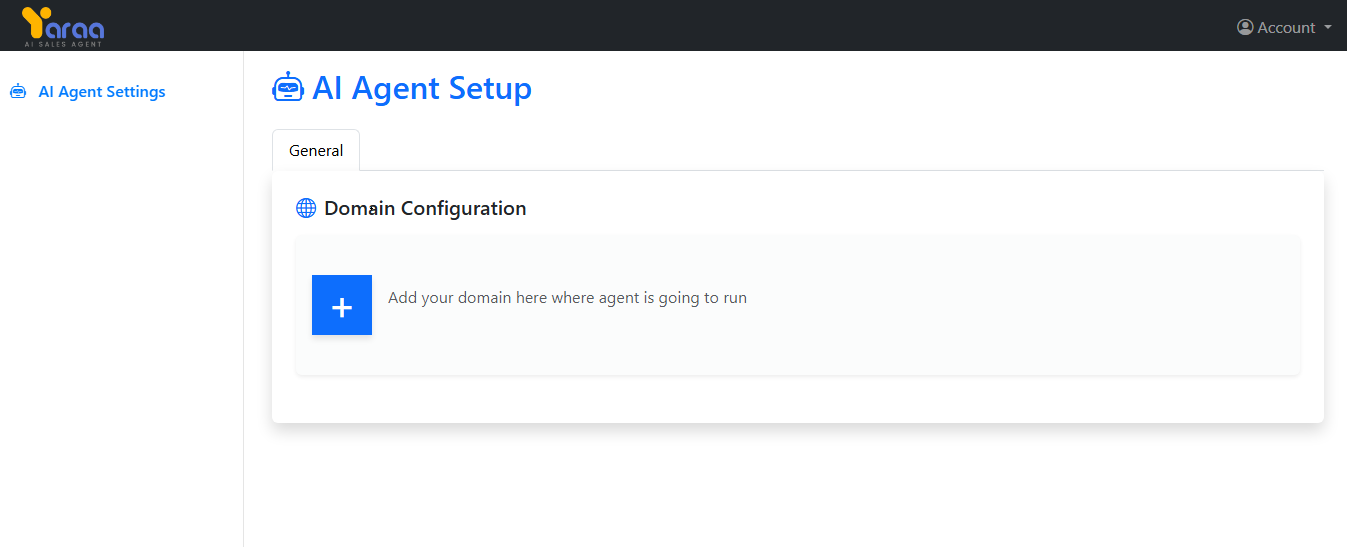 Yaraa
AI SALES AGENT
Account
AI Agent Settings
AI Agent Setup
General
Domain Configuration
+
Add your domain here where agent is going to run